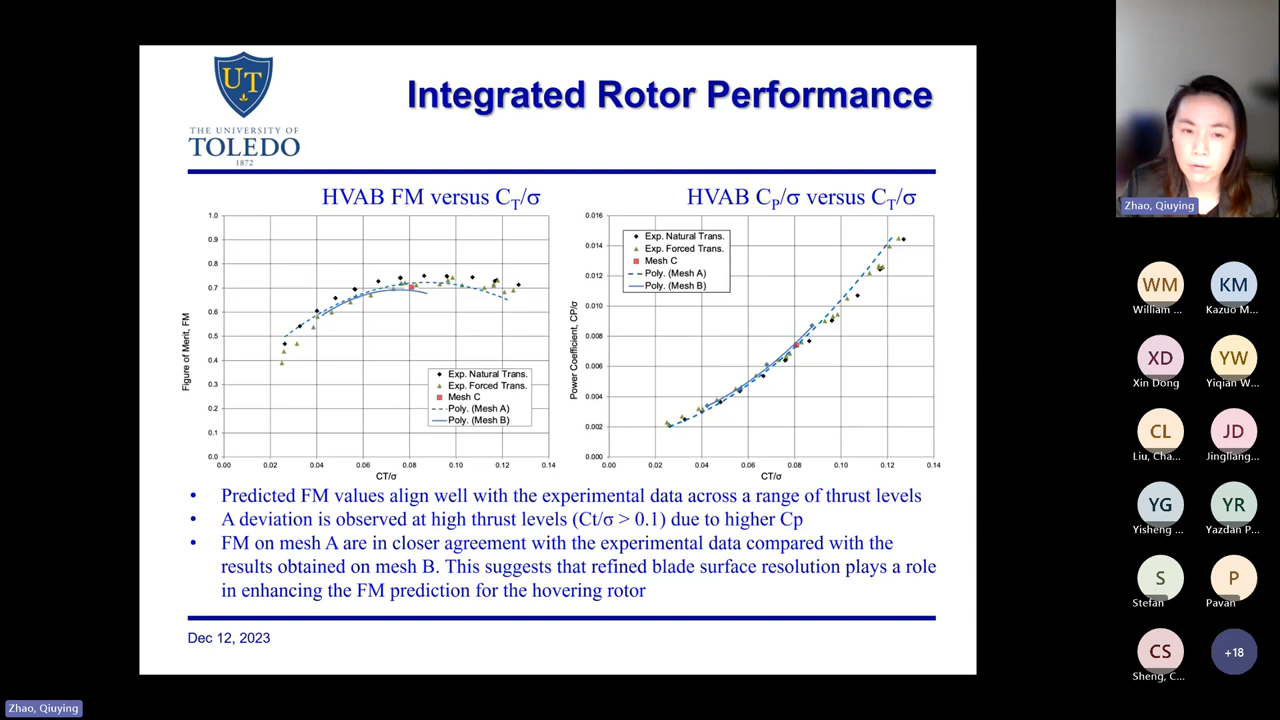 UT
THE UNIVERSITY OF
TOLEDO
1872
Integrated Rotor Performance
HVAB FM versus CT/σ
1.0
0.9
0.8
0.7
0.6
0.5
0.4
0.3
0.2
0.1
0.0
Figure of Merit, FM
0.00 0.02 0.04 0.06 0.08 0.10 0.12 0.14
CT/σ
Exp. Natural Trans.
Exp. Forced Trans.
Mesh C
Poly. (Mesh A)
Poly. (Mesh B)
HVAB CP/σ versus CT/σ
0.016
0.014
0.012
0.010
0.008
0.006
0.004
0.002
0.000
Power Coefficient, CP/σ
0.00 0.02 0.04 0.06 0.08 0.10 0.12 0.14
CT/σ
Exp. Natural Trans.
Exp. Forced Trans.
Mesh C
Poly. (Mesh A)
Poly. (Mesh B)
• Predicted FM values align well with the experimental data across a range of thrust levels
• A deviation is observed at high thrust levels (Ct/σ > 0.1) due to higher Cp
• FM on mesh A are in closer agreement with the experimental data compared with the
results obtained on mesh B. This suggests that refined blade surface resolution plays a role
in enhancing the FM prediction for the hovering rotor
Dec 12, 2023
Zhao, Qiuying
WM KM
William ... Kazuo M...
XD YW
Xin Dong Yiqian W...
CL JD
Liu, Cha... Jingliang...
YG YR
Yisheng ... Yazdan P...
S P
Stefan Pavan
CS +18
Sheng, C...
Zhao, Qiuying